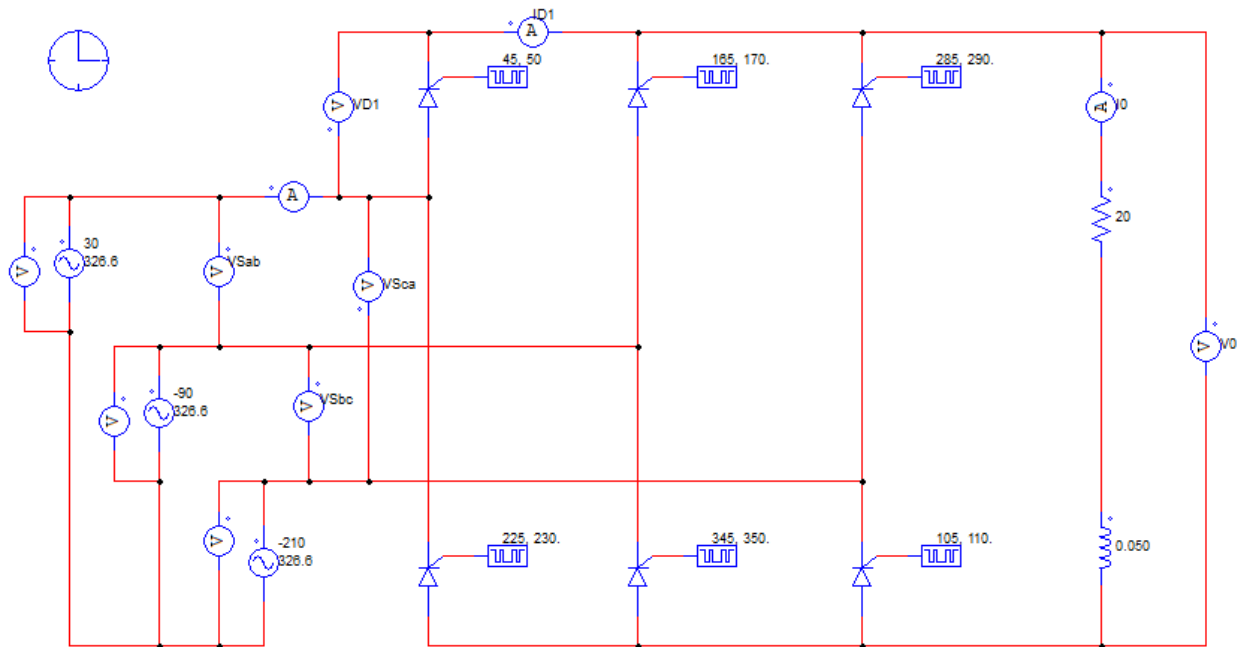 ID1
A
45, 50
165, 170.
285, 290.
V
VD1
A
I0
A
30
326.6
V
V
VSab
V
VSca
20
V
V0
-90
326.6
V
V
VSbc
-210
326.6
V
225, 230.
345, 350.
105, 110.
0.050